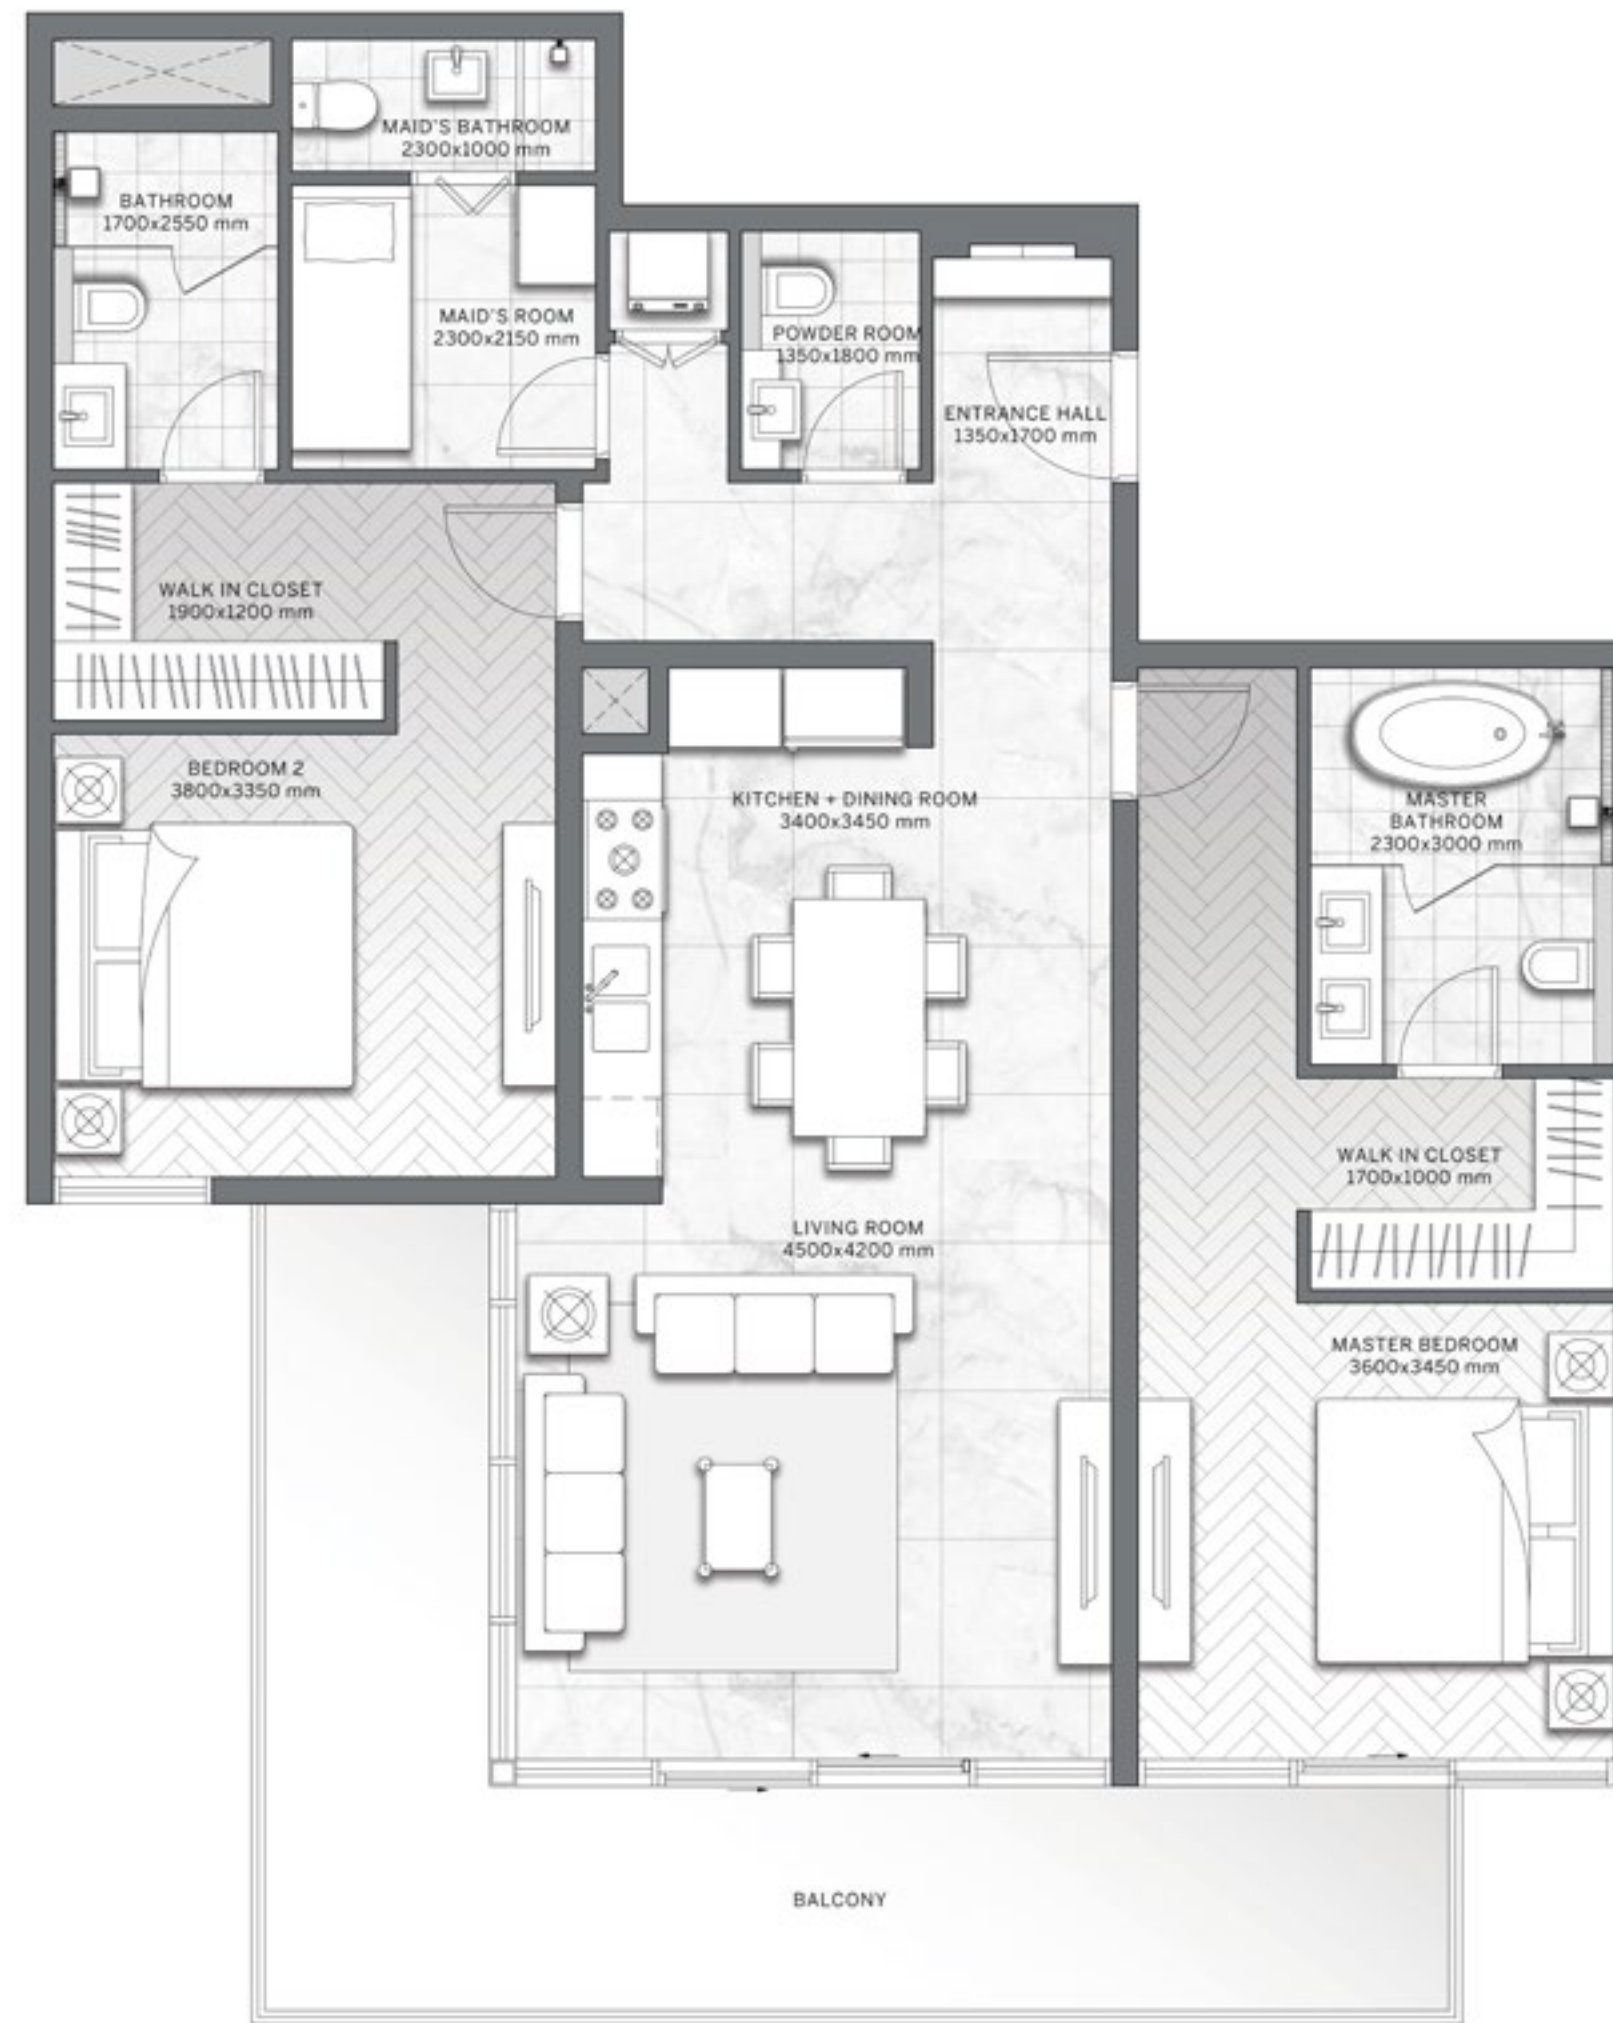 MAID'S BATHROOM
2300x1000 mm
BATHROOM
1700x2550 mm
MAID'S ROOM
2300x2150 mm
POWDER ROOM
1350x1800 mm
ENTRANCE HALL
1350x1700 mm
WALK IN CLOSET
1900x1200 mm
BEDROOM 2
3800x3350 mm
KITCHEN + DINING ROOM
3400x3450 mm
MASTER
BATHROOM
2300x3000 mm
WALK IN CLOSET
1700x1000 mm
LIVING ROOM
4500x4200 mm
MASTER BEDROOM
3600x3450 mm
BALCONY